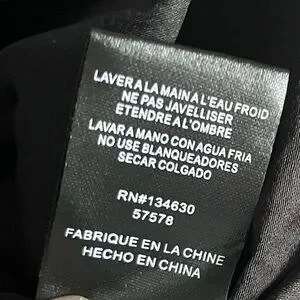 LAVER A LA MAIN A L'EAU FROID
NE PAS JAVELLISER
ETENDRE A L'OMBRE
LAVAR A MANO CON AGUA FRIA
NO USE BLANQUEADORES
SECAR COLGADO
RN#134630
57578
FABRIQUE EN LA CHINE
HECHO EN CHINA